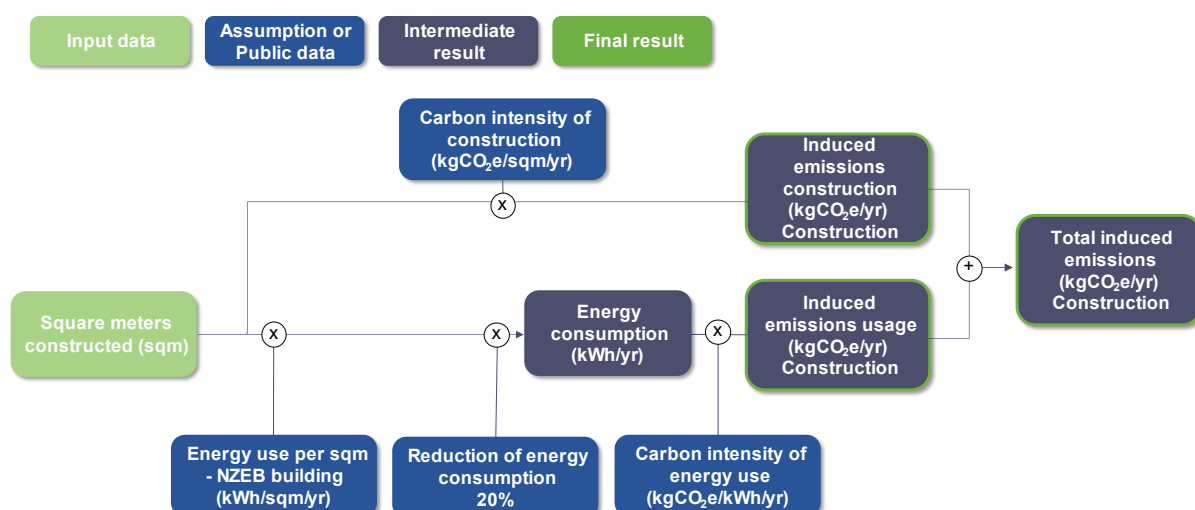 Input data
Assumption or
Public data
Intermediate
result
Final result
Carbon intensity of
construction
(kgCO₂e/sqm/yr)
X
Induced
emissions
construction
(kgCO₂e/yr)
Construction
Total induced
emissions
(kgCO₂e/yr)
Construction
+
Square meters
constructed (sqm)
X
X
Energy
consumption
(kWh/yr)
X
Induced
emissions usage
(kgCO₂e/yr)
Construction
Energy use per sqm
- NZEB building
(kWh/sqm/yr)
Reduction of energy
consumption
20%
Carbon intensity of
energy use
(kgCO₂e/kWh/yr)